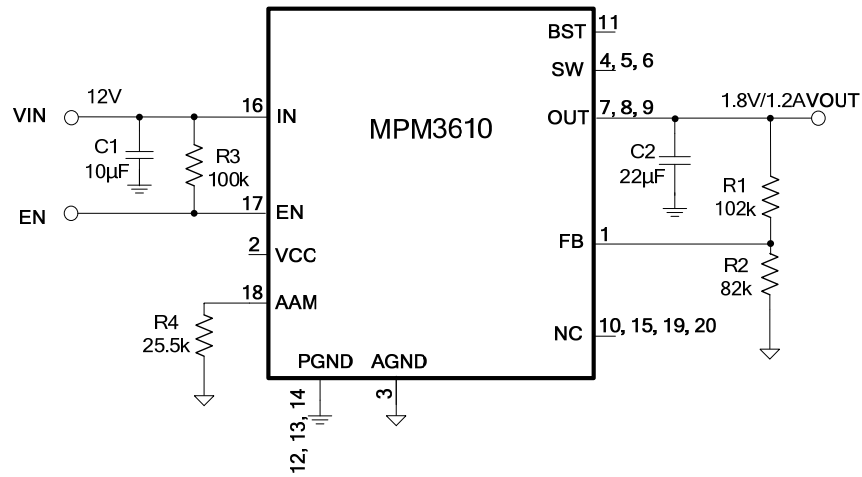 BST
11
SW
4, 5, 6
VIN
12V
16
IN
MPM3610
OUT
7, 8, 9
1.8V/1.2AVOUT
C1
10µF
R3
100k
C2
22µF
R1
102k
EN
17
EN
FB
1
2
VCC
R2
82k
18
AAM
R4
25.5k
NC
10, 15, 19, 20
PGND
AGND
12, 13, 14
3